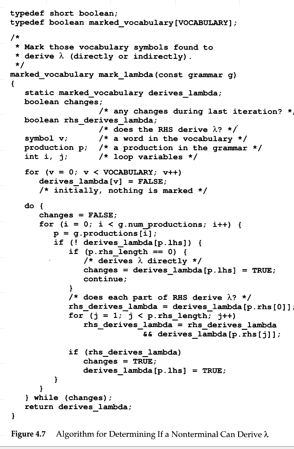 typedef short boolean;
typedef boolean marked_vocabulary[VOCABULARY];
/*
 * Mark those vocabulary symbols found to
 * derive λ (directly or indirectly).
 */
marked_vocabulary mark_lambda(const grammar g)
{
   static marked_vocabulary derives_lambda;
   boolean changes;
               /* any changes during last iteration? */
   boolean rhs_derives_lambda;
               /* does the RHS derive λ? */
   symbol v;      /* a word in the vocabulary */
   production p;  /* a production in the grammar */
   int i, j;      /* loop variables */
   for (v = 0; v < VOCABULARY; v++)
      derives_lambda[v] = FALSE;
      /* initially, nothing is marked */
   do {
      changes = FALSE;
      for (i = 0; i < g.num_productions; i++) {
         p = g.productions[i];
         if (! derives_lambda[p.lhs]) {
            if (p.rhs_length == 0) {
               /* derives λ directly */
               changes = derives_lambda[p.lhs] = TRUE;
               continue;
            }
            /* does each part of RHS derive λ? */
            rhs_derives_lambda = derives_lambda[p.rhs[0]];
            for (j = 1; j < p.rhs_length; j++)
               rhs_derives_lambda = rhs_derives_lambda
                        && derives_lambda[p.rhs[j]];
            if (rhs_derives_lambda)
               changes = TRUE;
               derives_lambda[p.lhs] = TRUE;
         }
      }
   } while (changes);
   return derives_lambda;
}
Figure 4.7 Algorithm for Determining If a Nonterminal Can Derive λ